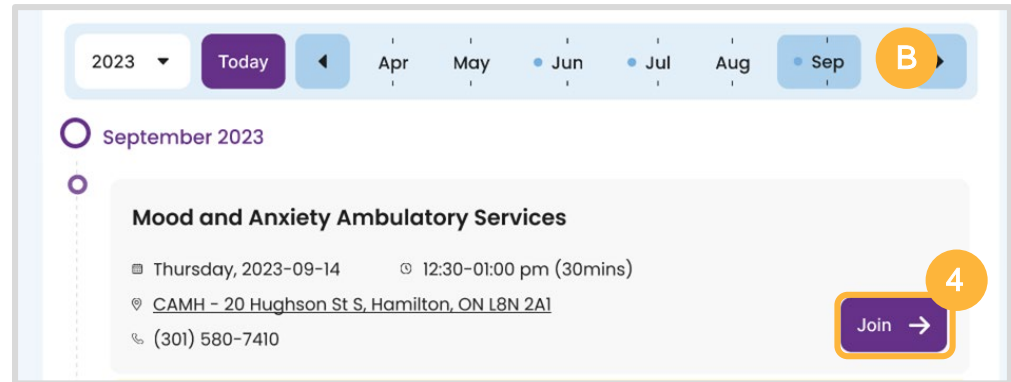 2023 Today Apr May Jun Jul Aug Sep B
September 2023
Mood and Anxiety Ambulatory Services
Thursday, 2023-09-14 12:30-01:00 pm (30mins)
CAMH - 20 Hughson St S, Hamilton, ON L8N 2A1
4
(301) 580-7410
Join